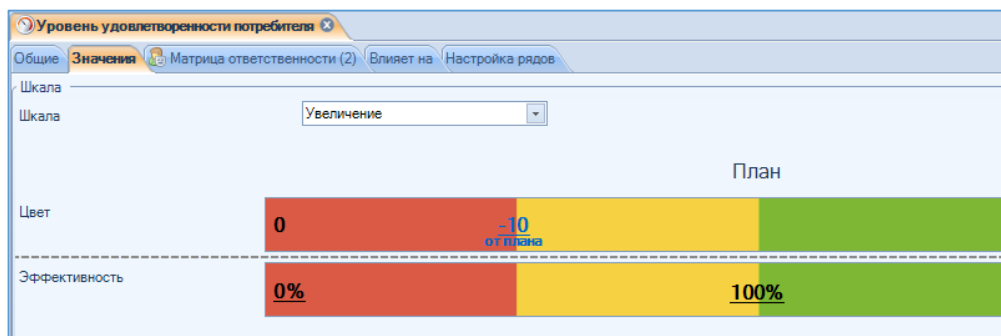 Уровень удовлетворенности потребителя
Общие Значения Матрица ответственности (2) Влияет на Настройка рядов
Шкала
Шкала Увеличение
План
Цвет 0 -10
от плана
Эффективность 0% 100%